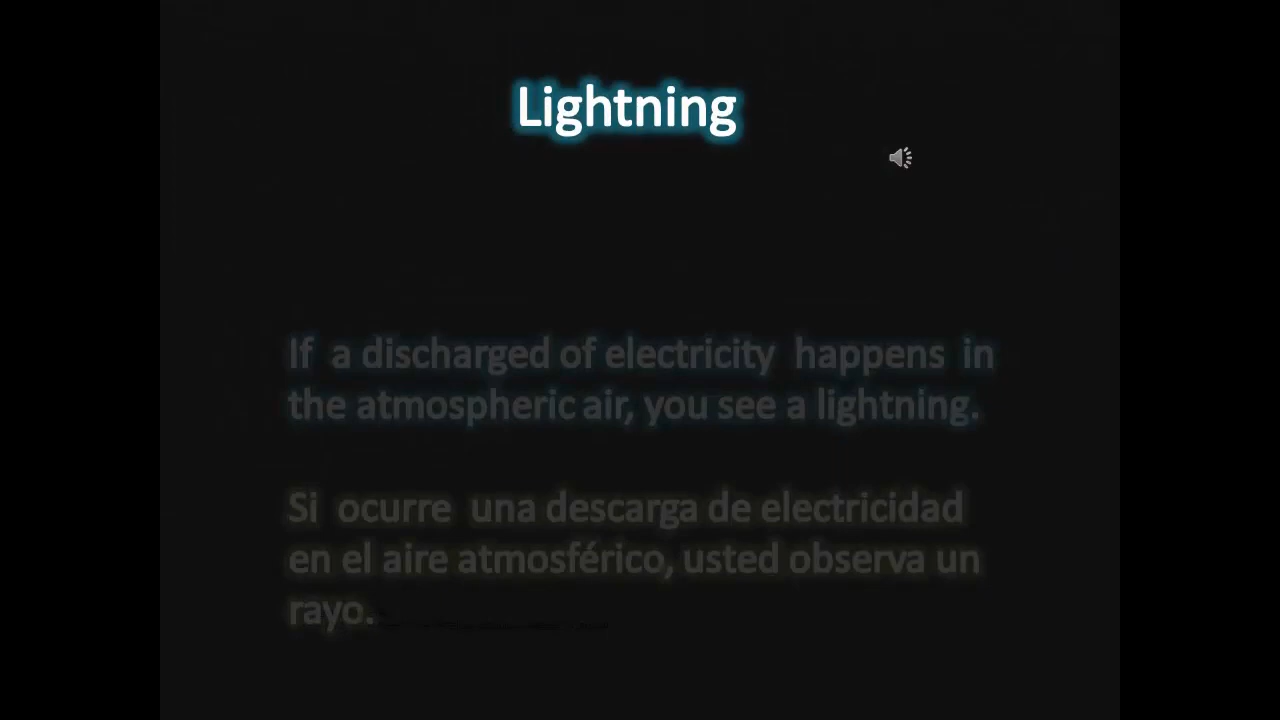 Lightning
If a discharged of electricity happens in
the atmospheric air, you see a lightning.
Si ocurre una descarga de electricidad
en el aire atmosférico, usted observa un
rayo.